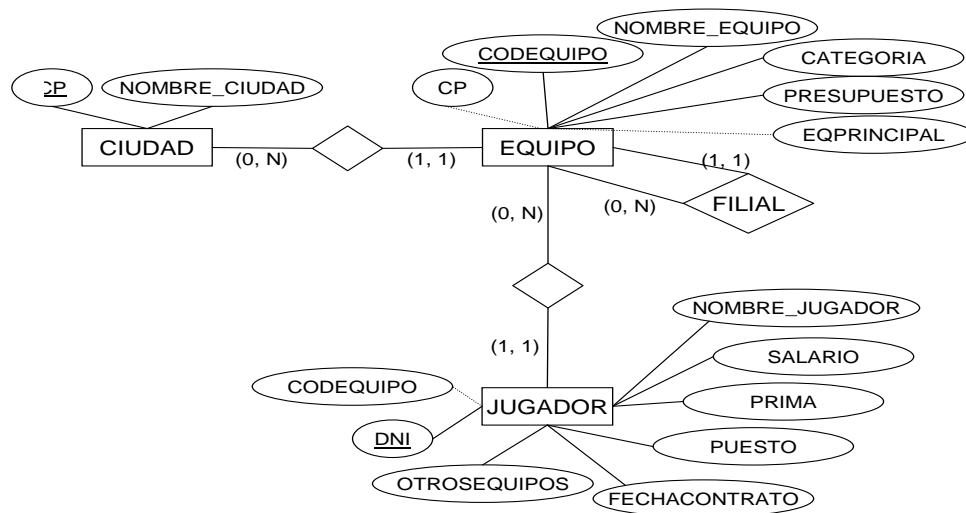 NOMBRE_EQUIPO
CODEQUIPO
CATEGORIA
CP
NOMBRE_CIUDAD
CP
PRESUPUESTO
EQPRINCIPAL
CIUDAD
EQUIPO
(0, N)
(1, 1)
(1, 1)
FILIAL
(0, N)
(0, N)
NOMBRE_JUGADOR
(1, 1)
SALARIO
CODEQUIPO
PRIMA
JUGADOR
DNI
PUESTO
OTROSEQUIPOS
FECHACONTRATO